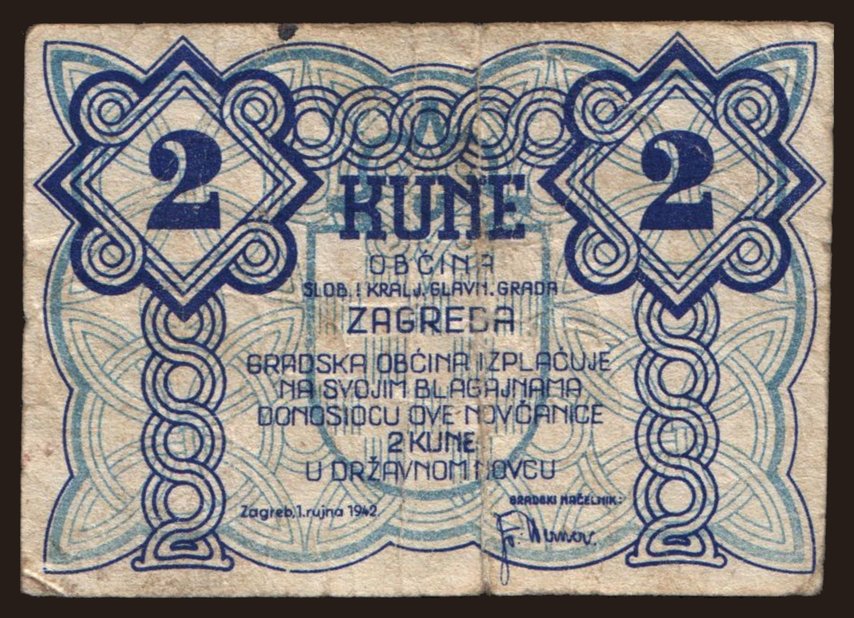 2 2
KUNE
OBĆINA
SLOB. I KRALJ. GLAVN. GRADA
ZAGREBA
GRADSKA OBĆINA IZPLAĆUJE
NA SVOJIM BLAGAJNAMA
DONOSIOCU OVE NOVČANICE
2 KUNE
U DRŽAVNOM NOVCU
GRADSKI NAČELNIK:
Zagreb, 1. rujna 1942.